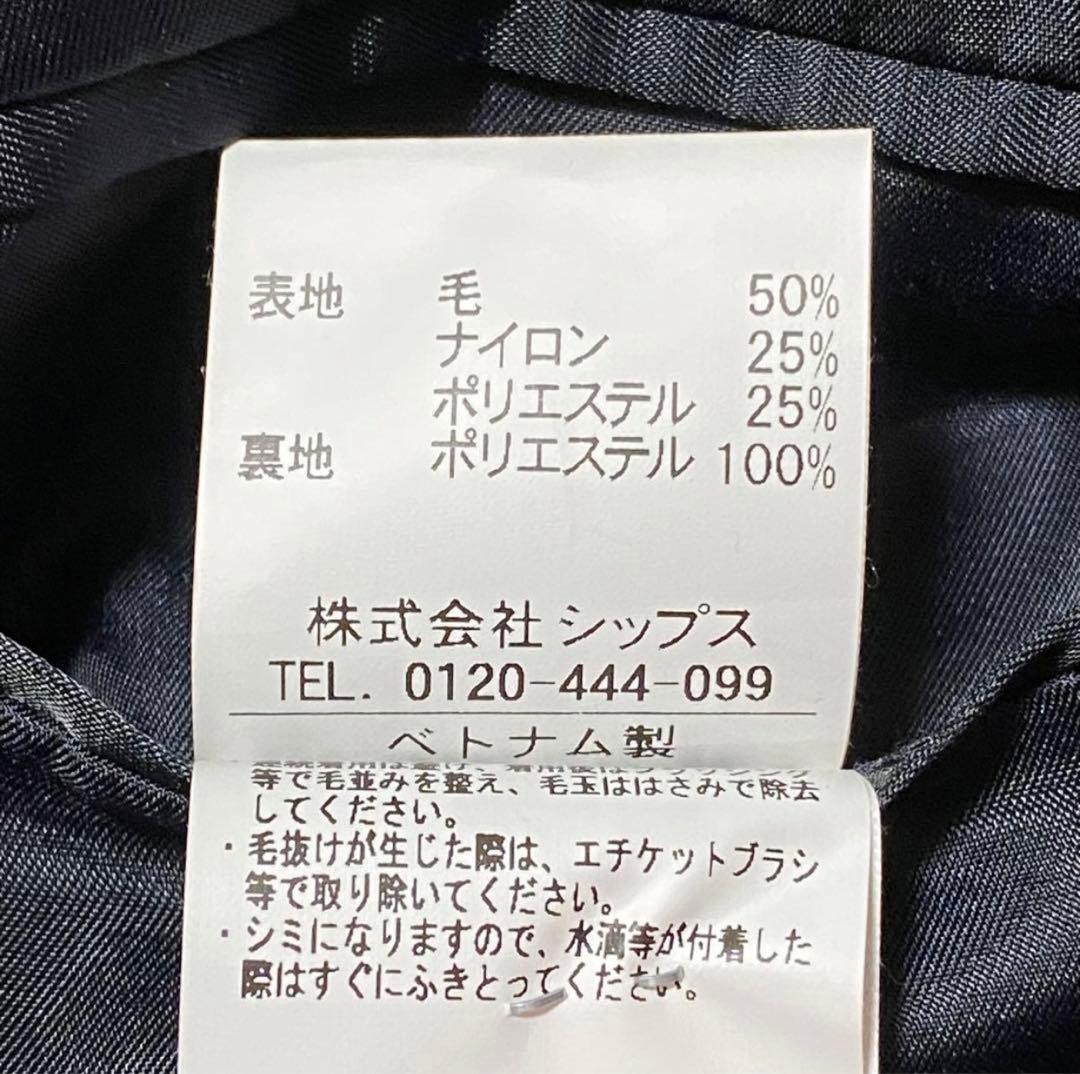 表地 毛 50%
ナイロン 25%
ポリエステル 25%
裏地 ポリエステル 100%
株式会社シップス
TEL. 0120-444-099
ベトナム製
等で毛並みを整え、毛玉ははさみで除去
してください。
・毛抜けが生じた際は、エチケットブラシ
等で取り除いてください。
・シミになりますので、水滴等が付着した
際はすぐにふきとってください。